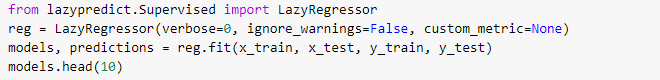 from lazypredict.Supervised import LazyRegressor
reg = LazyRegressor(verbose=0, ignore_warnings=False, custom_metric=None)
models, predictions = reg.fit(x_train, x_test, y_train, y_test)
models.head(10)